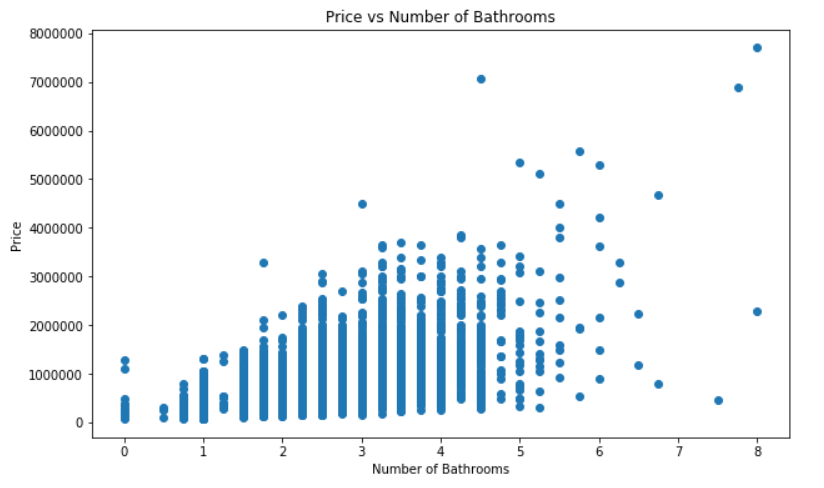 Price vs Number of Bathrooms
8000000
7000000
6000000
5000000
4000000
3000000
2000000
1000000
0
Price
0 1 2 3 4 5 6 7 8
Number of Bathrooms